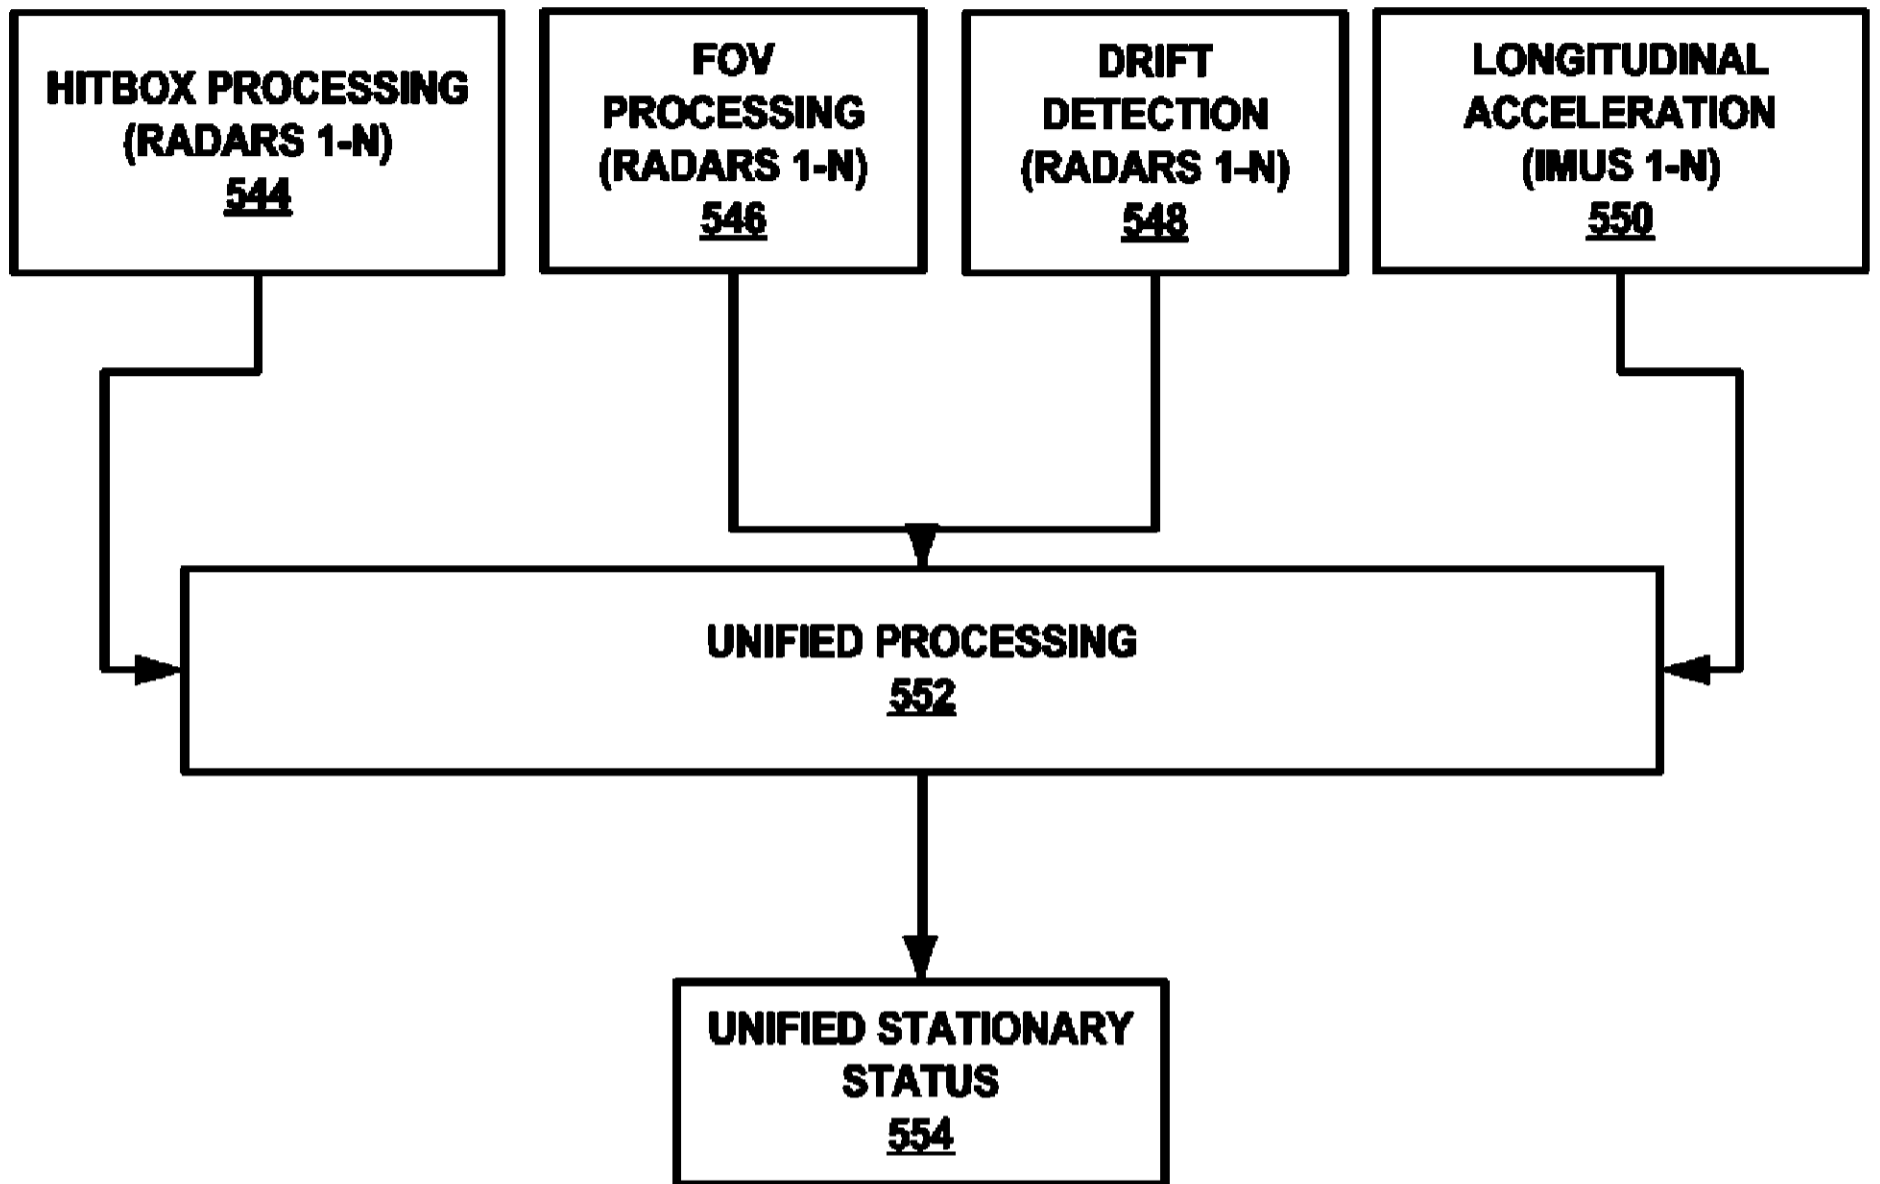 HITBOX PROCESSING
(RADARS 1-N)
544
FOV
PROCESSING
(RADARS 1-N)
546
DRIFT
DETECTION
(RADARS 1-N)
548
LONGITUDINAL
ACCELERATION
(IMUS 1-N)
550
UNIFIED PROCESSING
552
UNIFIED STATIONARY
STATUS
554